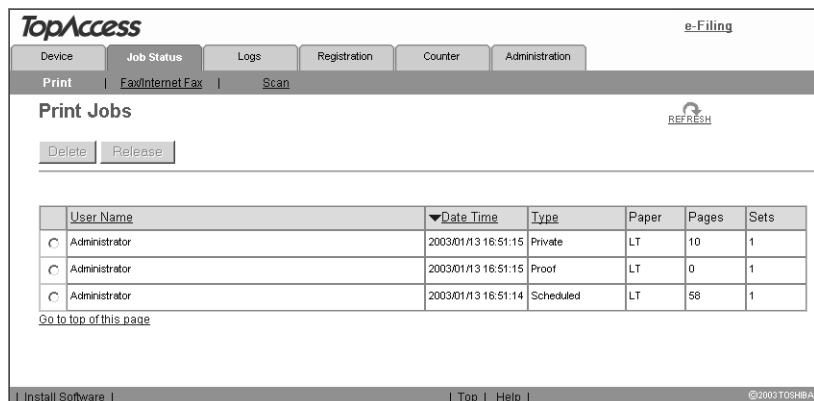 TopAccess e-Filing
Device Job Status Logs Registration Counter Administration
Print | Fax/Internet Fax | Scan
Print Jobs REFRESH
Delete Release
User Name Date Time Type Paper Pages Sets
Administrator 2003/01/13 16:51:15 Private LT 10 1
Administrator 2003/01/13 16:51:15 Proof LT 0 1
Administrator 2003/01/13 16:51:14 Scheduled LT 58 1
Go to top of this page
| Install Software | | Top | Help | ©2003 TOSHIBA